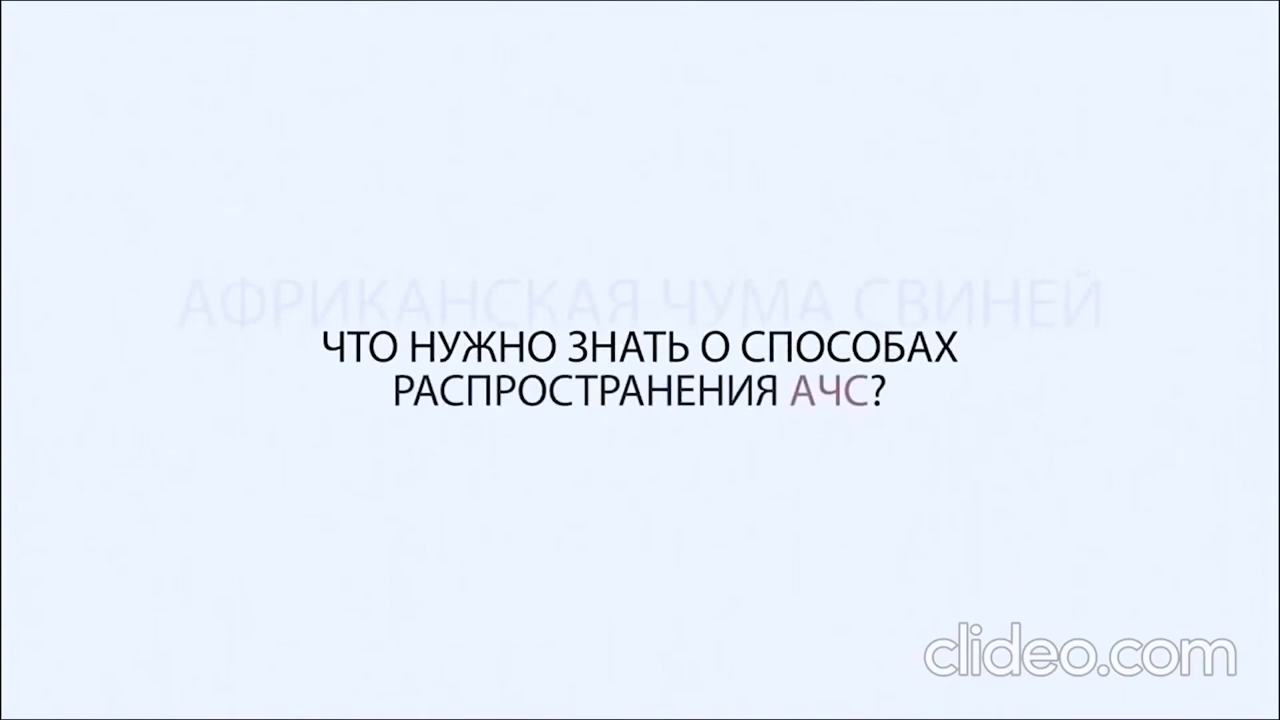 АФРИКАНСКАЯ ЧУМА СВИНЕЙ
ЧТО НУЖНО ЗНАТЬ О СПОСОБАХ
РАСПРОСТРАНЕНИЯ АЧС?
clideo.com